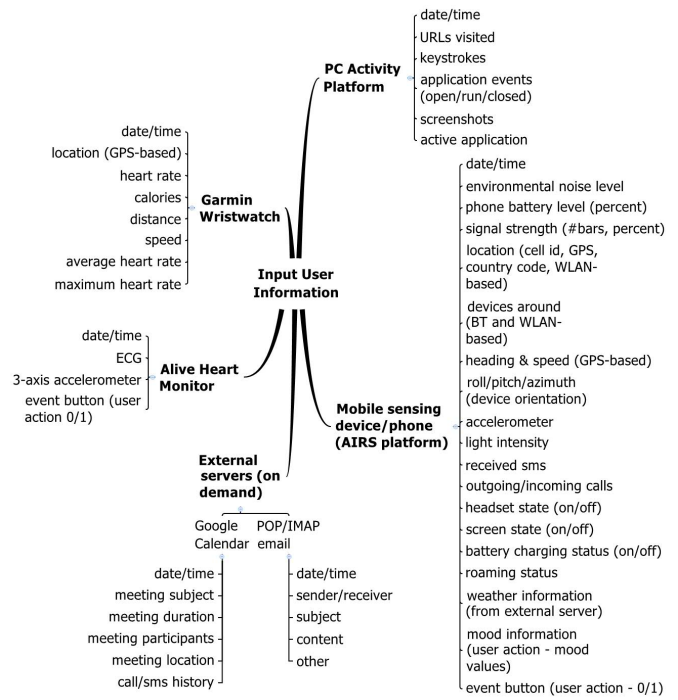 date/time
URLs visited
keystrokes
application events
(open/run/closed)
screenshots
active application
PC Activity
Platform
date/time
location (GPS-based)
heart rate
calories
distance
speed
average heart rate
maximum heart rate
Garmin
Wristwatch
Input User
Information
date/time
ECG
3-axis accelerometer
event button (user
action 0/1)
Alive Heart
Monitor
Mobile sensing
device/phone
(AIRS platform)
date/time
environmental noise level
phone battery level (percent)
signal strength (#bars, percent)
location (cell id, GPS,
country code, WLAN-
based)
devices around
(BT and WLAN-
based)
heading & speed (GPS-based)
roll/pitch/azimuth
(device orientation)
accelerometer
light intensity
received sms
outgoing/incoming calls
headset state (on/off)
screen state (on/off)
battery charging status (on/off)
roaming status
weather information
(from external server)
mood information
(user action - mood
values)
event button (user action - 0/1)
External
servers (on
demand)
Google
Calendar
date/time
meeting subject
meeting duration
meeting participants
meeting location
call/sms history
POP/IMAP
email
date/time
sender/receiver
subject
content
other